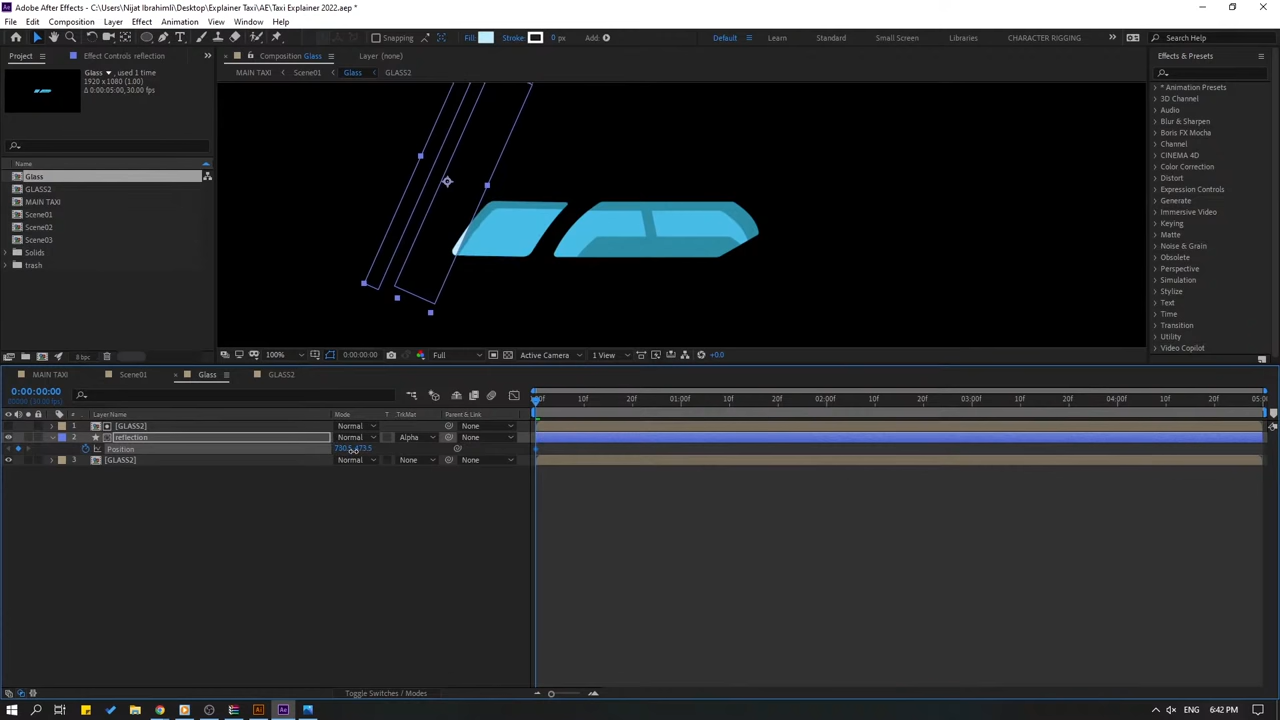 Adobe After Effects - C:\Users\Nijat Ibrahimli\Desktop\Explainer Taxi\AE\Taxi Explainer 2022.aep *
File Edit Composition Layer Effect Animation View Window Help
Snapping Fill: Stroke: 0 px Add: Default Learn Standard Small Screen Libraries CHARACTER RIGGING Search Help
Project Effect Controls reflection Composition Glass Layer (none) Effects & Presets
Glass , used 1 time
1920 x 1080 (1.00)
Δ 0:00:05:00, 30.00 fps
MAIN TAXI Scene01 Glass GLASS2
Name
Glass
GLASS2
MAIN TAXI
Scene01
Scene02
Scene03
Solids
trash
8 bpc
100% 0:00:00:00 Full Active Camera 1 View +0.0
* Animation Presets
3D Channel
Audio
Blur & Sharpen
Boris FX Mocha
Channel
CINEMA 4D
Color Correction
Distort
Expression Controls
Generate
Immersive Video
Keying
Matte
Noise & Grain
Obsolete
Perspective
Simulation
Stylize
Text
Time
Transition
Utility
Video Copilot
MAIN TAXI Scene01 Glass GLASS2
0:00:00:00
# Layer Name Mode T .TrkMat Parent & Link
10f 20f 01:00f 10f 20f 02:00f 10f 20f 03:00f 10f 20f 04:00f 10f 20f
1 [GLASS2] Normal None
2 reflection Normal Alpha None
Position
3 [GLASS2] Normal None None
Toggle Switches / Modes
6:42 PM